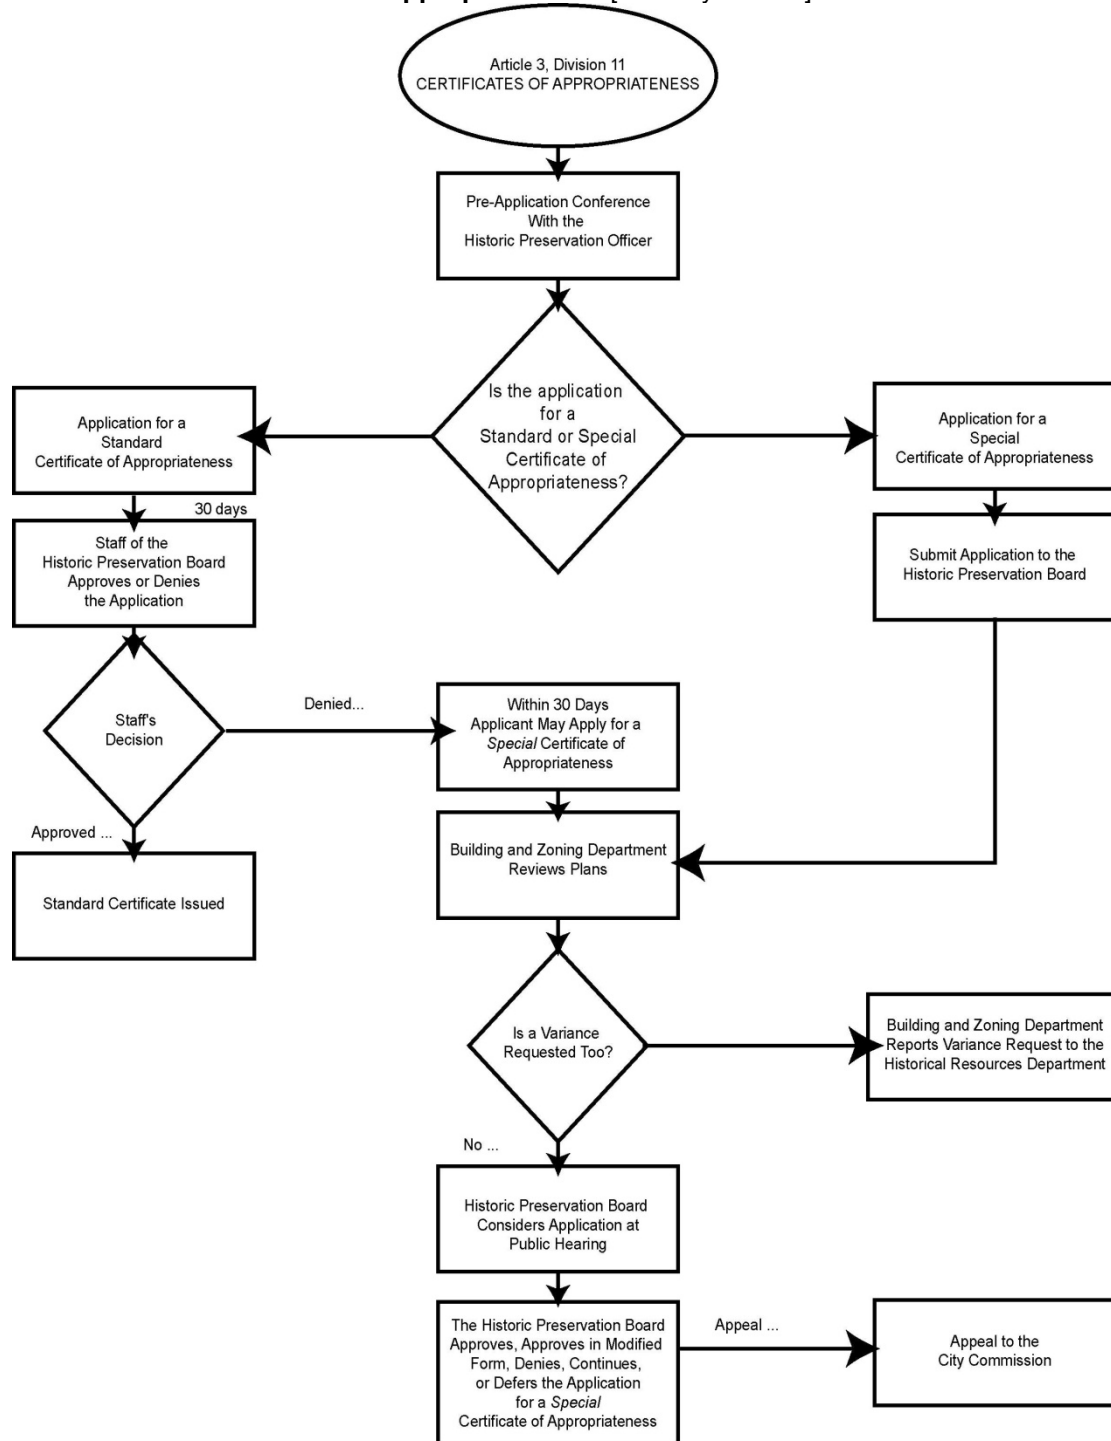 Article 3, Division 11
CERTIFICATES OF APPROPRIATENESS
Pre-Application Conference
With the
Historic Preservation Officer
Is the application
for a
Standard or Special
Certificate of
Appropriateness?
Application for a
Standard
Certificate of Appropriateness
Application for a
Special
Certificate of Appropriateness
30 days
Staff of the
Historic Preservation Board
Approves or Denies
the Application
Submit Application to the
Historic Preservation Board
Staff's
Decision
Denied...
Within 30 Days
Applicant May Apply for a
Special Certificate of
Appropriateness
Approved ...
Standard Certificate Issued
Building and Zoning Department
Reviews Plans
Is a Variance
Requested Too?
Building and Zoning Department
Reports Variance Request to the
Historical Resources Department
No ...
Historic Preservation Board
Considers Application at
Public Hearing
The Historic Preservation Board
Approves, Approves in Modified
Form, Denies, Continues,
or Defers the Application
for a Special
Certificate of Appropriateness
Appeal ...
Appeal to the
City Commission